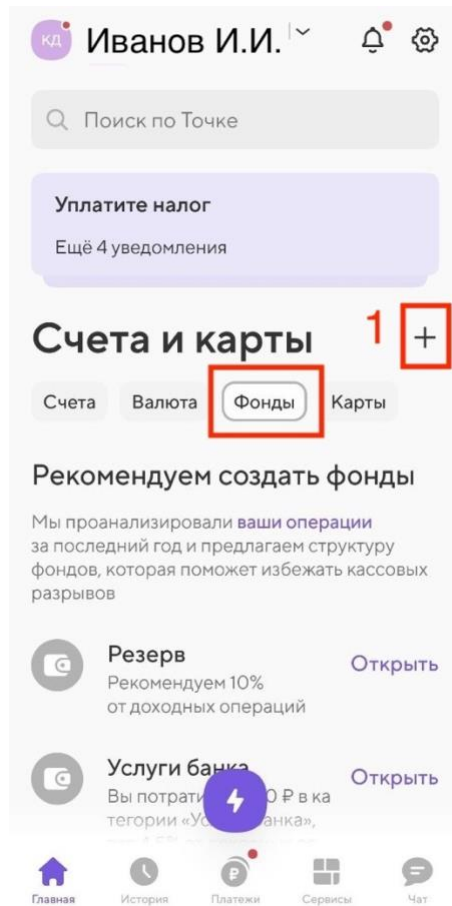 КД Иванов И.И.
Поиск по Точке
Уплатите налог
Ещё 4 уведомления
Счета и карты 1 +
Счета Валюта Фонды Карты
Рекомендуем создать фонды
Мы проанализировали ваши операции
за последний год и предлагаем структуру
фондов, которая поможет избежать кассовых
разрывов
Резерв
Рекомендуем 10%
от доходных операций
Открыть
Услуги банка
Вы потрати 0 ₽ в ка
тегории «Ус анка»,
Открыть
Главная История Платежи Сервисы Чат